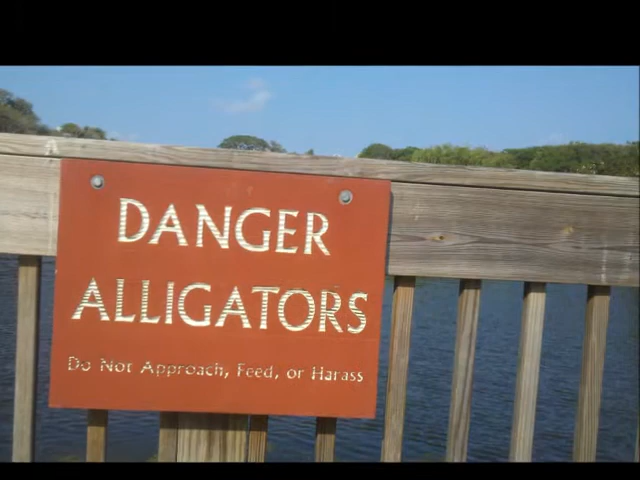 DANGER
ALLIGATORS
Do Not Approach, Feed, or Harass